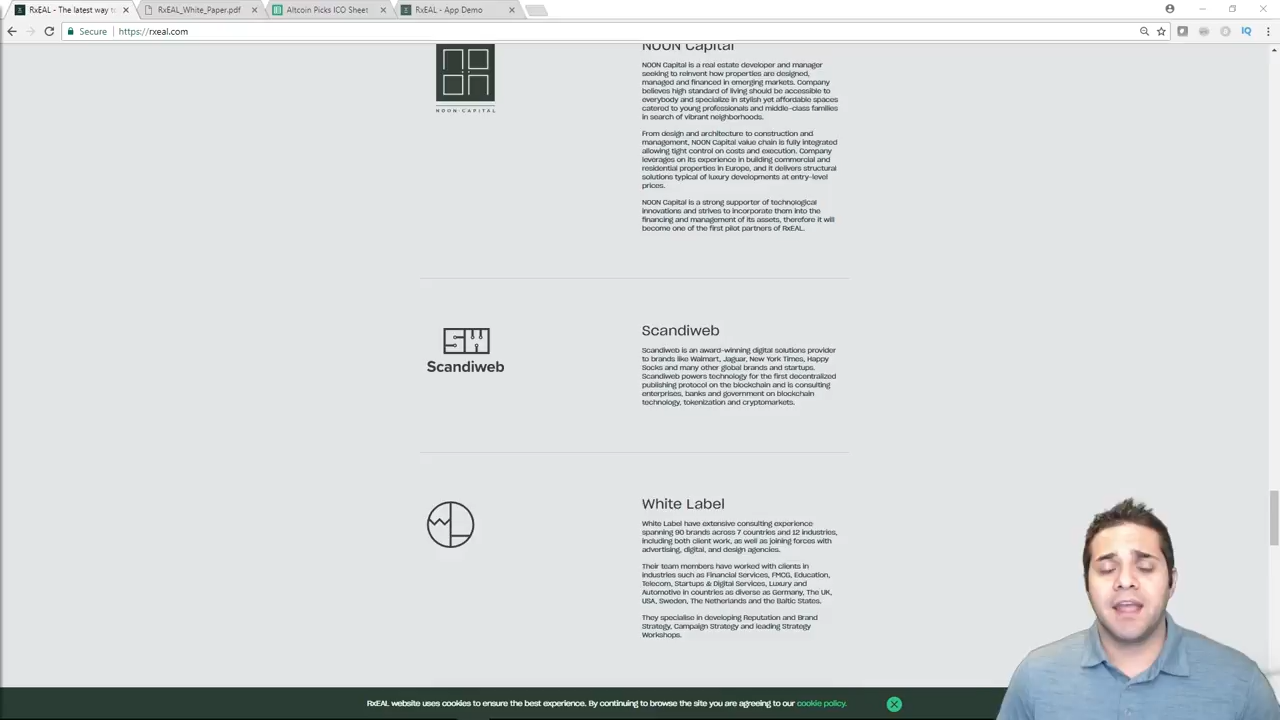 RxEAL - The latest way to
RxEAL_White_Paper.pdf
Altcoin Picks ICO Sheet
RxEAL - App Demo
Secure
https://rxeal.com
IQ
NOON Capital
NOON CAPITAL
NOON Capital is a real estate developer and manager
seeking to reinvent how properties are designed,
managed and financed in emerging markets. Company
believes high standard of living should be accessible to
everybody and specialize in stylish yet affordable spaces
catered to young professionals and middle-class families
in search of vibrant neighborhoods.
From design and architecture to construction and
management, NOON Capital value chain is fully integrated
allowing tight control on costs and execution. Company
leverages on its experience in building commercial and
residential properties in Europe, and it delivers structural
solutions typical of luxury developments at entry-level
prices.
NOON Capital is a strong supporter of technological
innovations and strives to incorporate them into the
financing and management of its assets, therefore it will
become one of the first pilot partners of RxEAL.
Scandiweb
Scandiweb
Scandiweb is an award-winning digital solutions provider
to brands like Walmart, Jaguar, New York Times, Happy
Socks and many other global brands and startups.
Scandiweb powers technology for the first decentralized
publishing protocol on the blockchain and is consulting
enterprises, banks and government on blockchain
technology, tokenization and cryptomarkets.
White Label
White Label have extensive consulting experience
spanning 90 brands across 7 countries and 12 industries,
including both client work, as well as joining forces with
advertising, digital, and design agencies.
Their team members have worked with clients in
industries such as Financial Services, FMCG, Education,
Telecom, Startups & Digital Services, Luxury and
Automotive in countries as diverse as Germany, The UK,
USA, Sweden, The Netherlands and the Baltic States.
They specialise in developing Reputation and Brand
Strategy, Campaign Strategy and leading Strategy
Workshops.
RxEAL website uses cookies to ensure the best experience. By continuing to browse the site you are agreeing to our cookie policy.